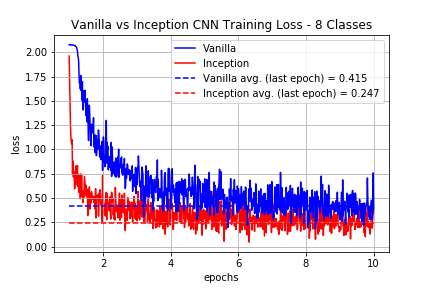 Vanilla vs Inception CNN Training Loss - 8 Classes
Vanilla
Inception
Vanilla avg. (last epoch) = 0.415
Inception avg. (last epoch) = 0.247
loss
2.00
1.75
1.50
1.25
1.00
0.75
0.50
0.25
0.00
2 4 6 8 10
epochs